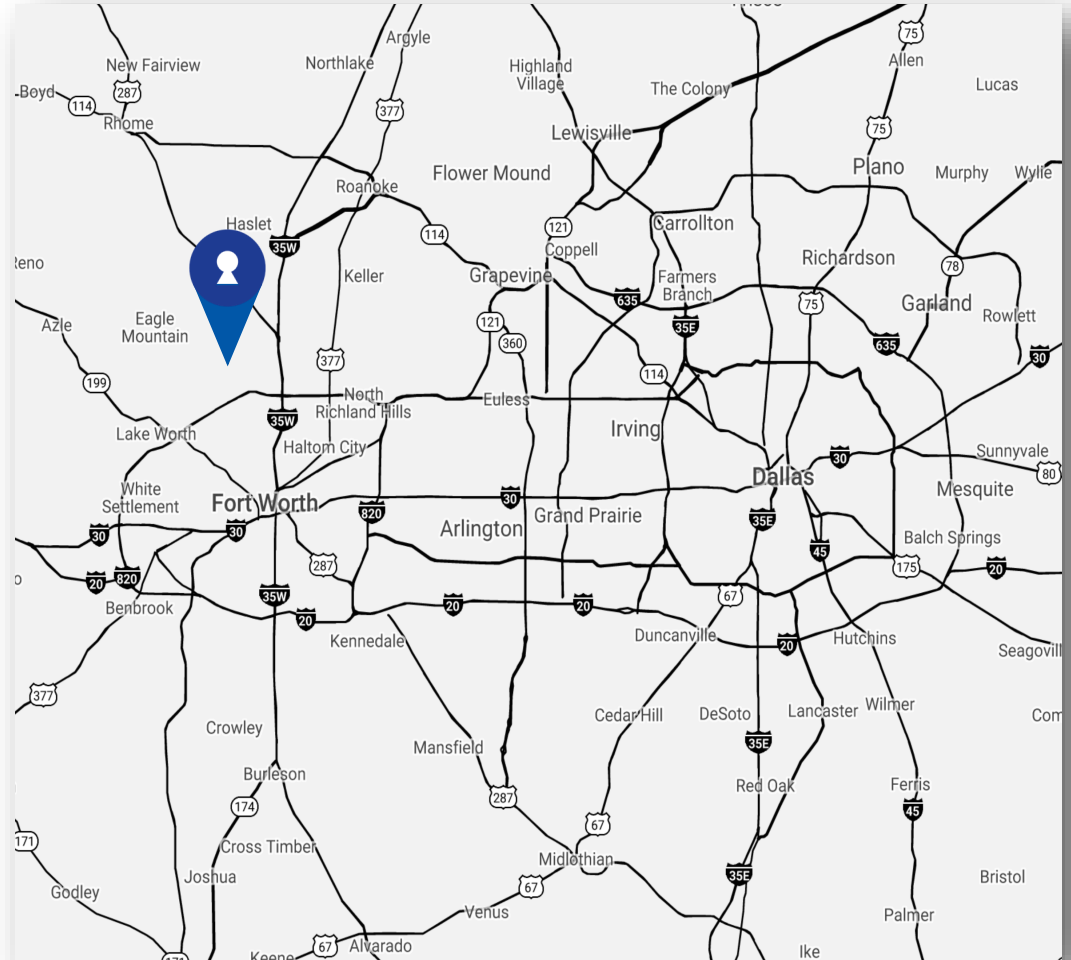 Argyle
75
New Fairview
Northlake
Highland
Village
Allen
Lucas
The Colony
Boyd
114
287
377
Rhome
Lewisville
75
Plano
Murphy
Wylie
Flower Mound
Roanoke
Haslet
35W
114
121
Carrollton
Coppell
Richardson
78
Keller
Grapevine
Farmers
Branch
635
75
Garland
Rowlett
Azle
Eagle
Mountain
121
360
35E
635
30
377
199
114
North
Richland Hills
Euless
35W
Irving
Lake Worth
Haltom City
30
Sunnyvale
80
Dallas
Mesquite
White
Settlement
Fort Worth
30
820
Arlington
Grand Prairie
35E
30
30
45
Balch Springs
287
175
20
20
820
35W
20
20
20
67
Benbrook
Kennedale
Duncanville
20
Hutchins
377
Crowley
Cedar Hill
DeSoto
Lancaster
Wilmer
Mansfield
35E
Burleson
Red Oak
Ferris
287
174
67
45
171
Cross Timber
Midlothian
35E
Joshua
Godley
67
Bristol
Venus
Palmer
67
Alvarado
Ike